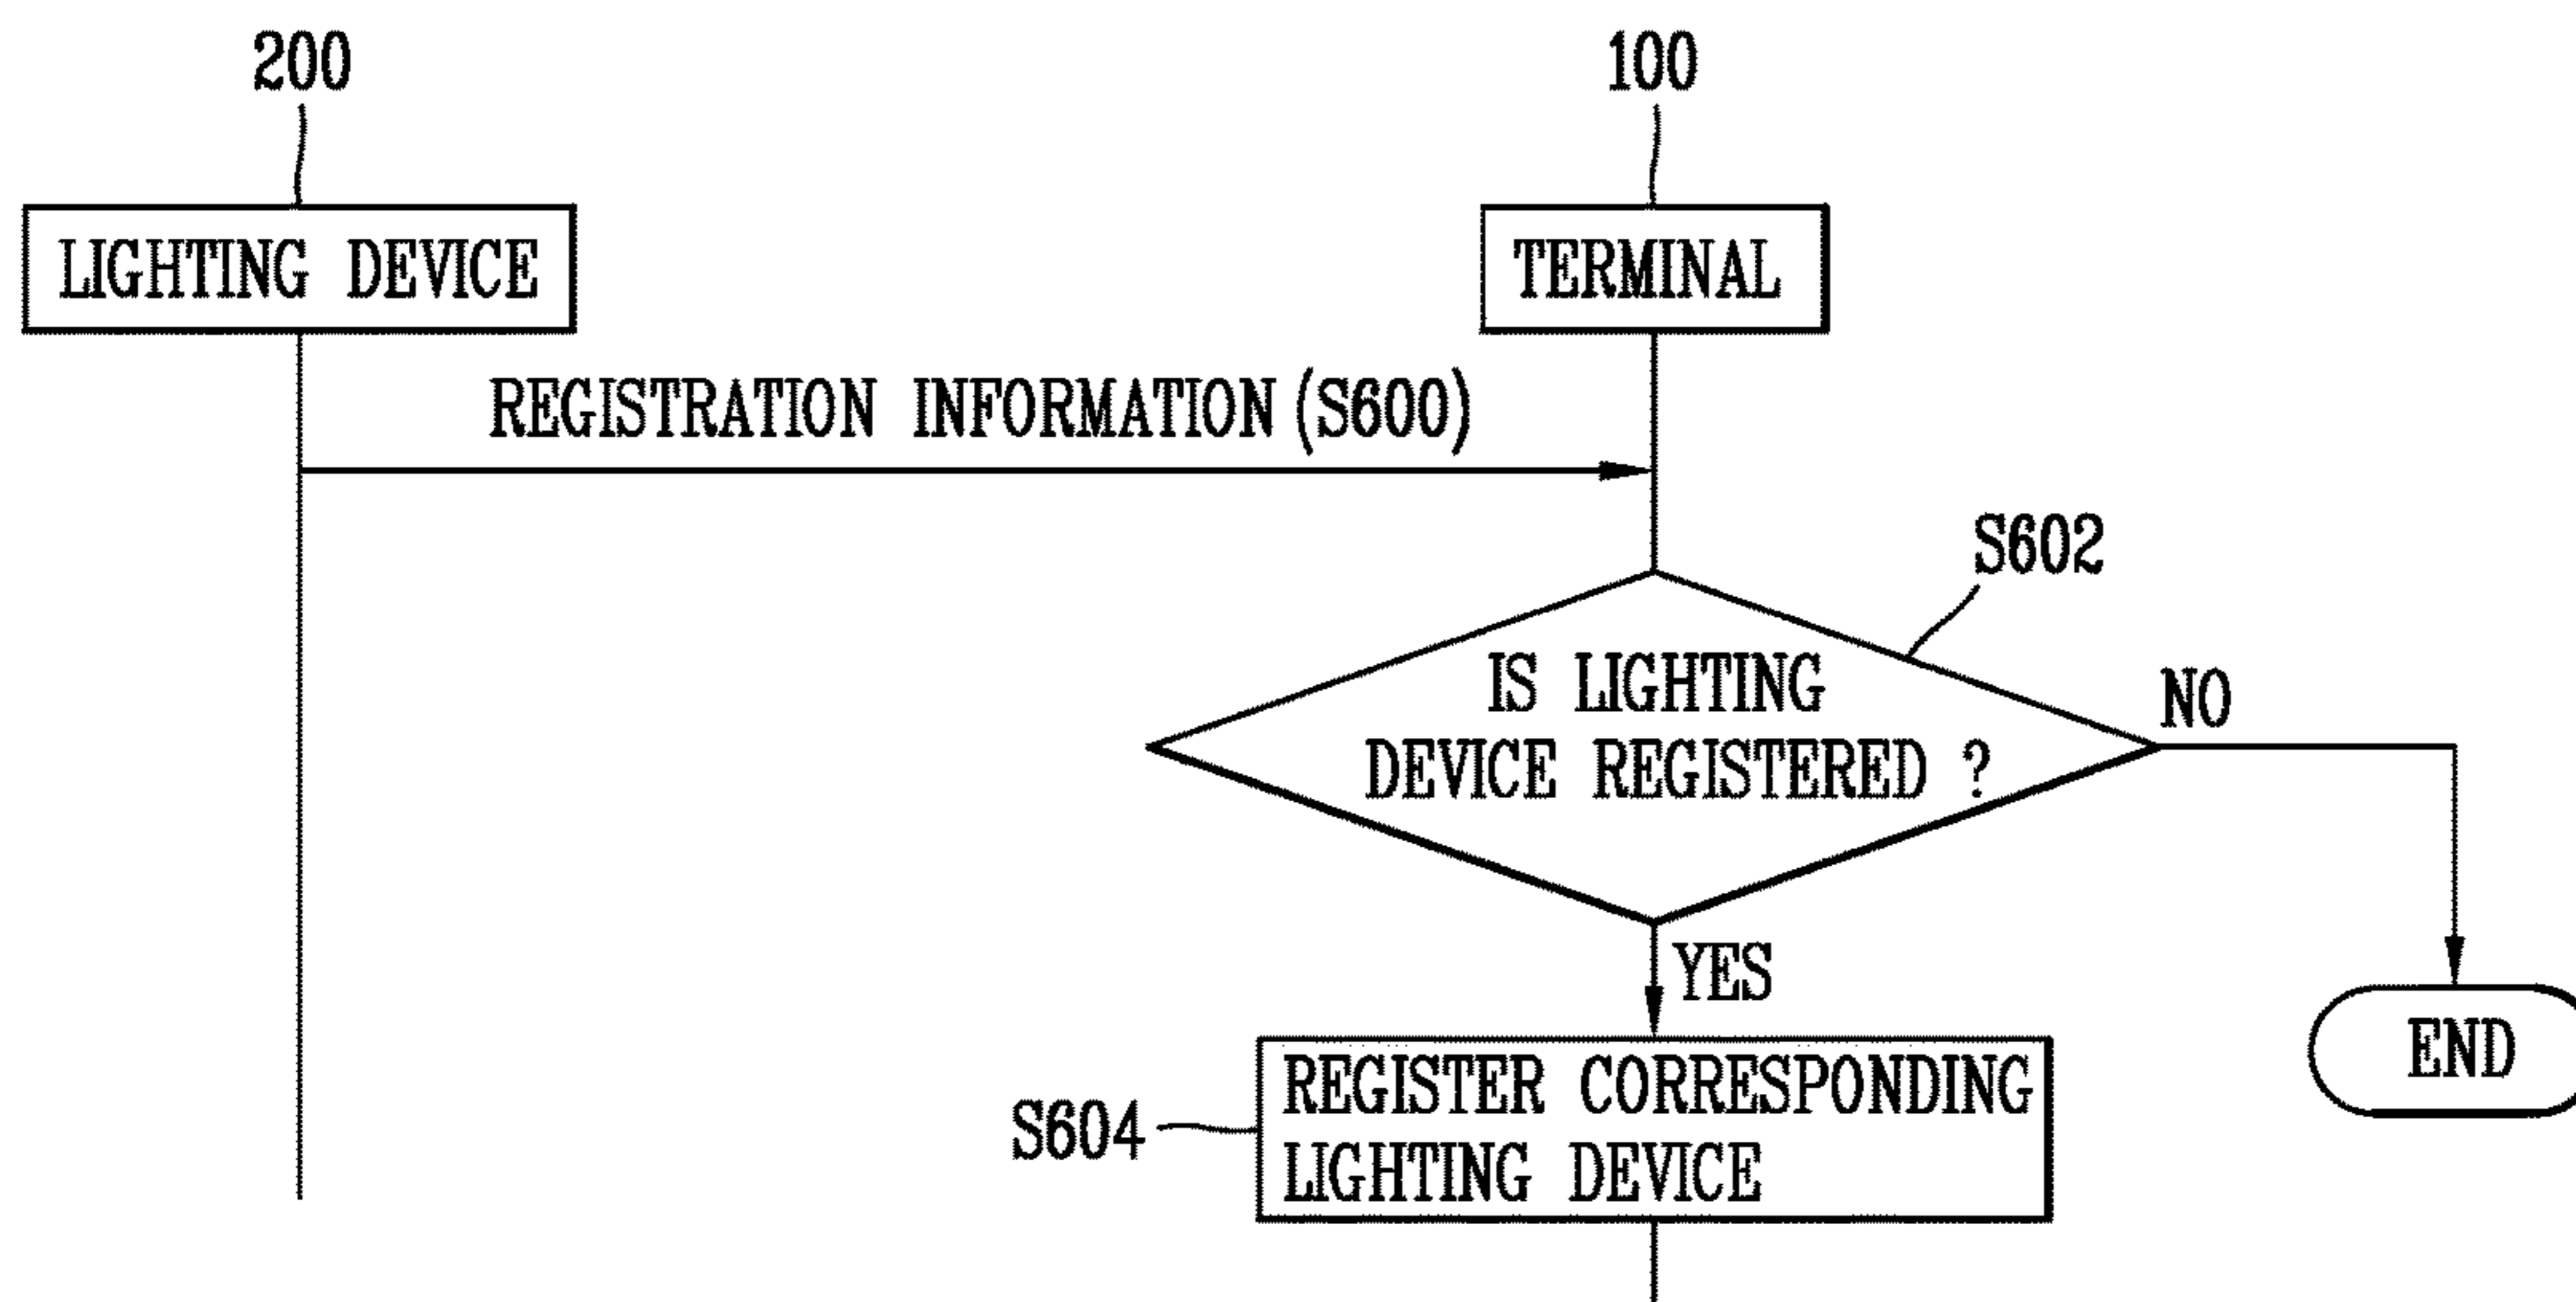 200
100
LIGHTING DEVICE
TERMINAL
REGISTRATION INFORMATION (S600)
S602
IS LIGHTING
DEVICE REGISTERED ?
NO
YES
END
S604
REGISTER CORRESPONDING
LIGHTING DEVICE